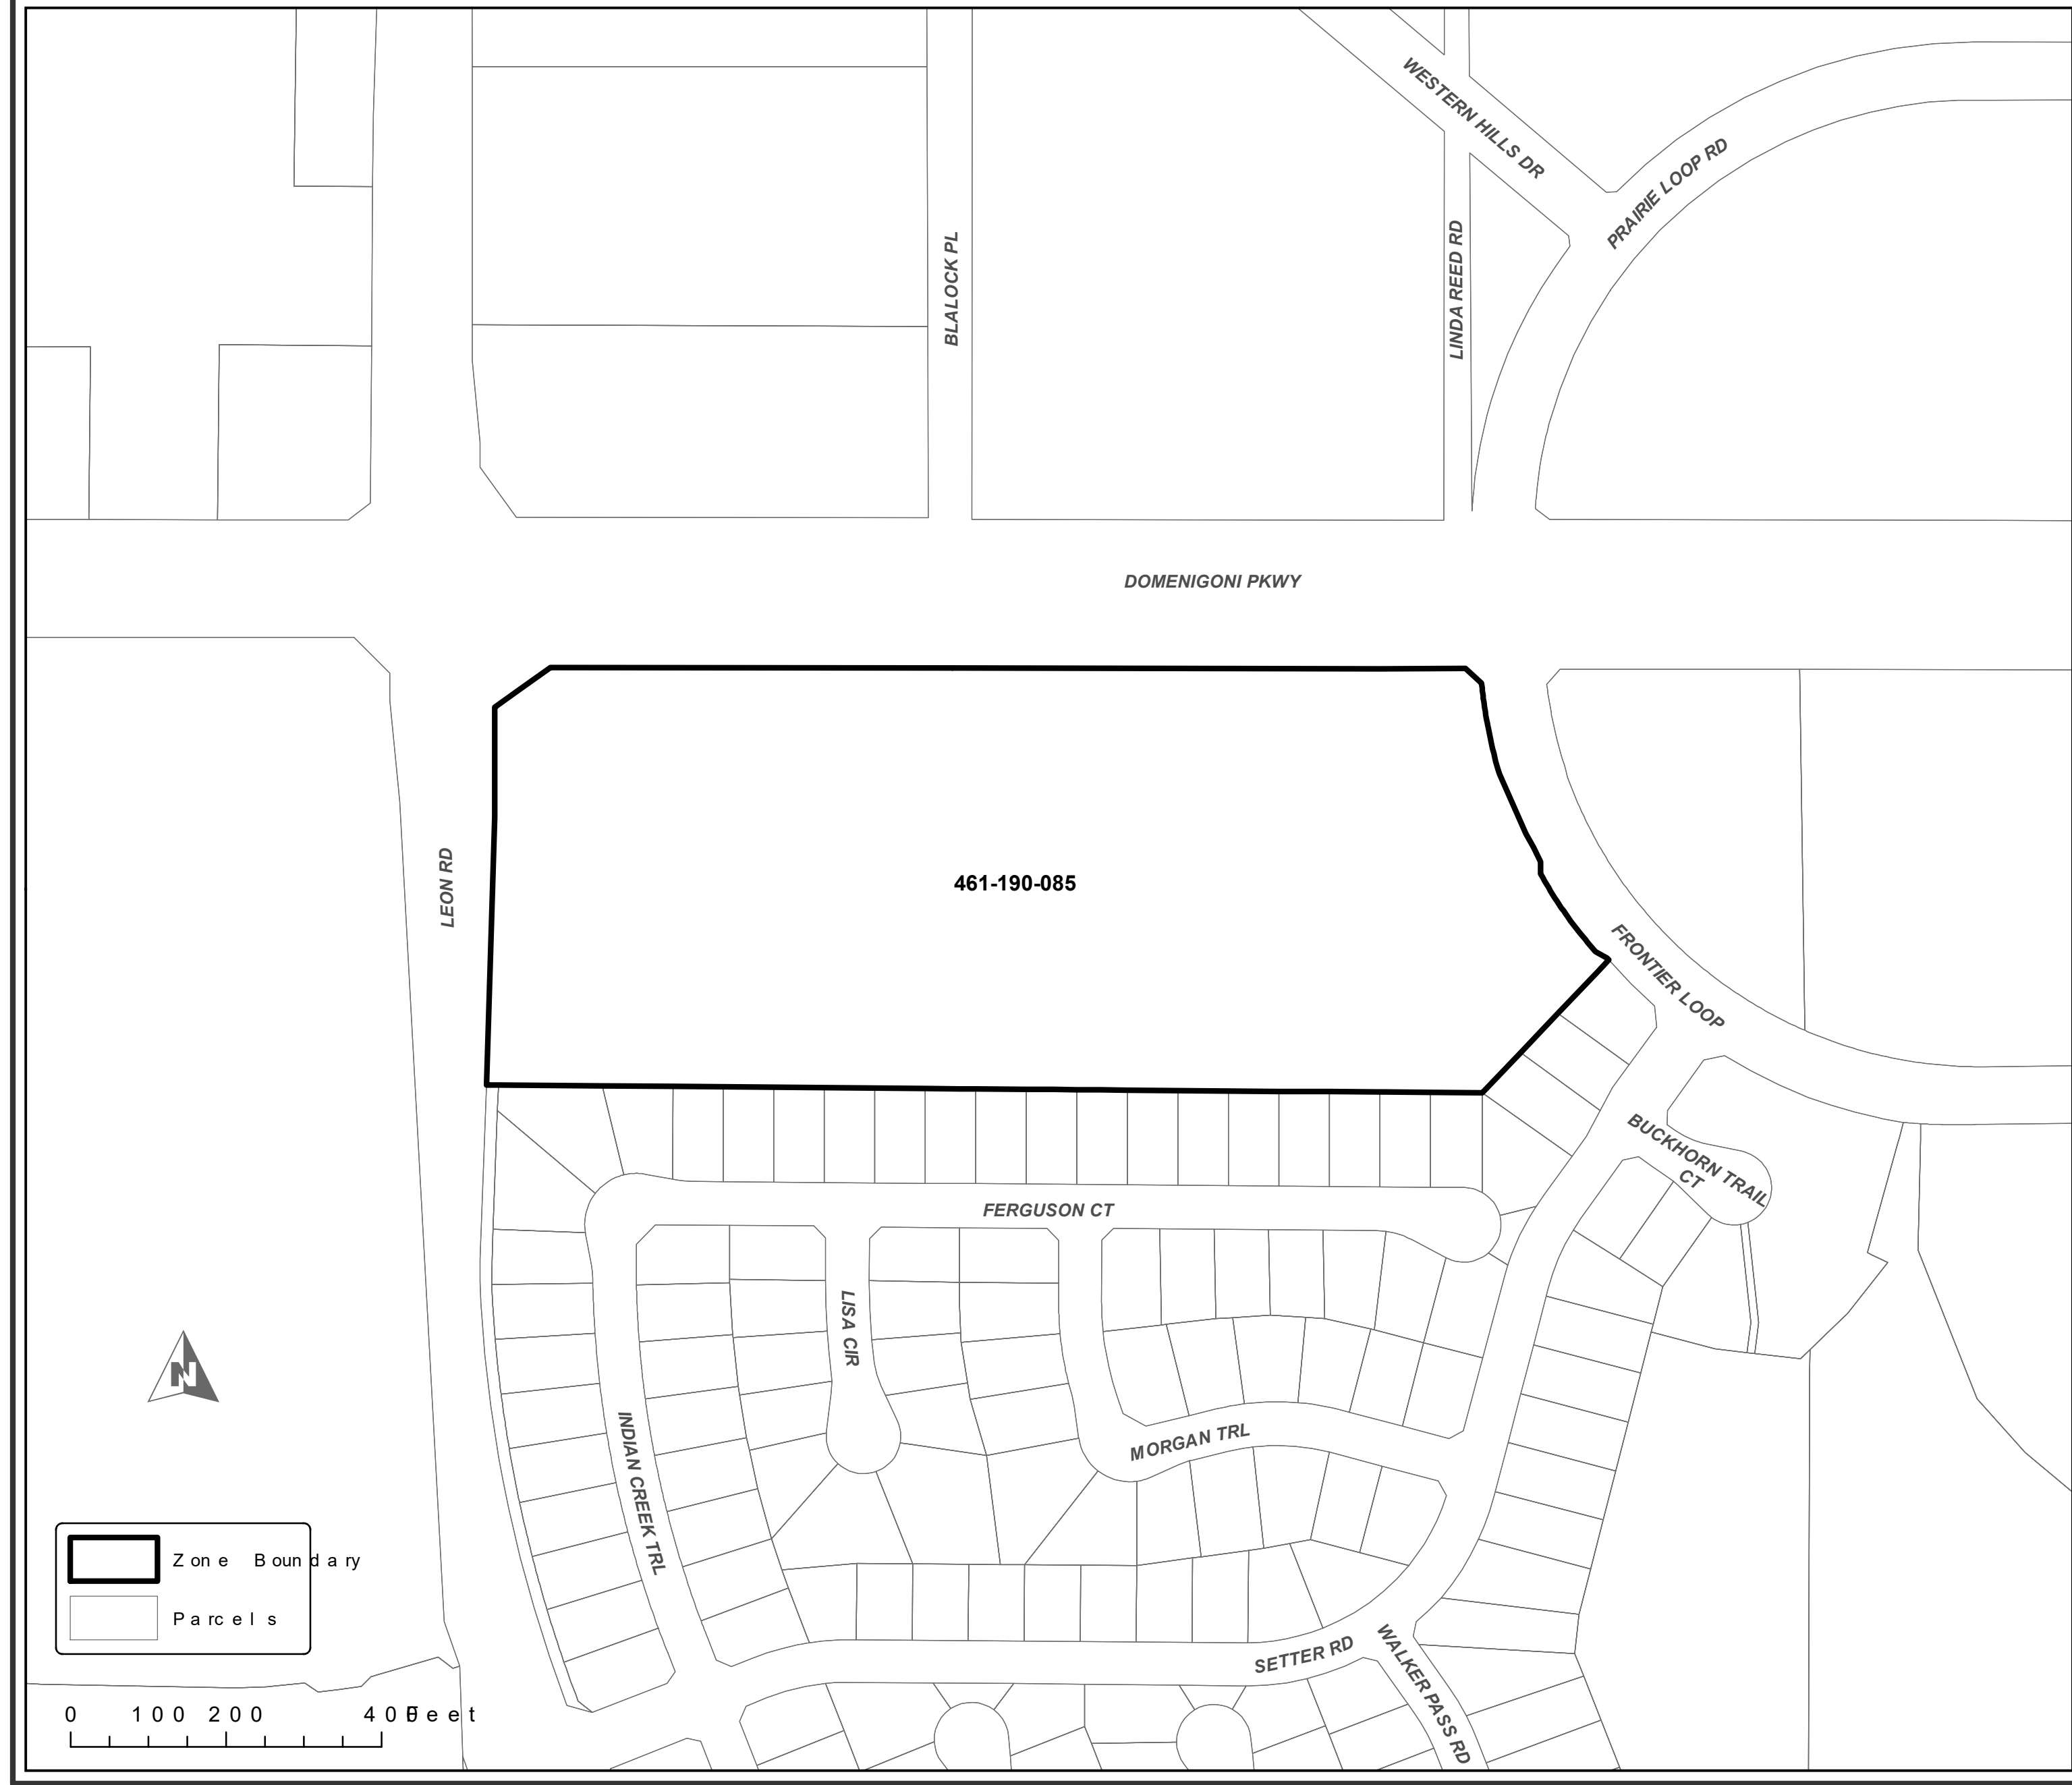 WESTERN HILLS DR
PRAIRIE LOOP RD
BLALOCK PL
LINDA REED RD
DOMENIGONI PKWY
LEON RD
461-190-085
FRONTIER LOOP
BUCKHORN TRAIL
CT
FERGUSON CT
LISA CIR
N
INDIAN CREEK TRL
MORGAN TRL
SETTER RD
WALKER PASS RD
Zone Boundary
Parcels
0 100 200 400 Feet